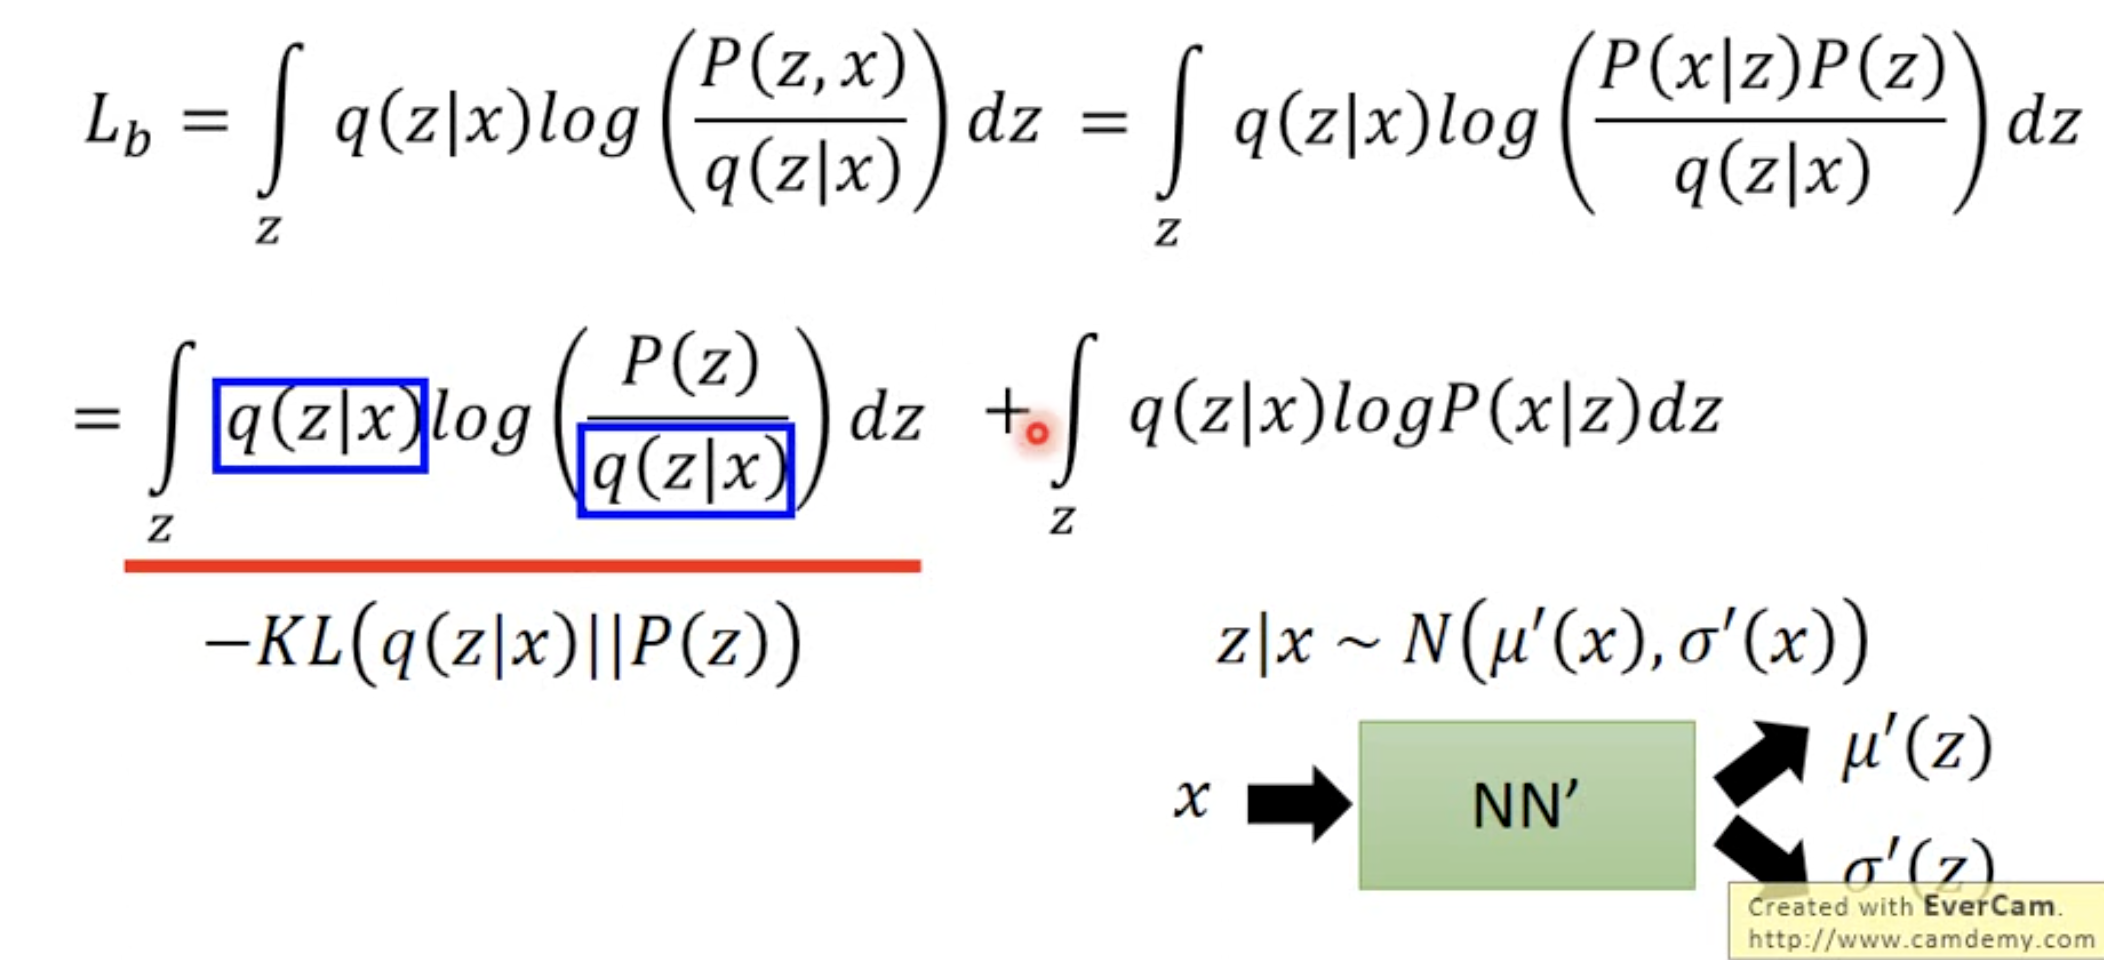 L_b = ∫_z q(z|x)log(P(z,x)/q(z|x))dz = ∫_z q(z|x)log(P(x|z)P(z)/q(z|x))dz
= ∫_z q(z|x)log(P(z)/q(z|x))dz + ∫_z q(z|x)logP(x|z)dz
−KL(q(z|x)||P(z))
z|x ~ N(μ′(x), σ′(x))
x
NN’
μ′(z)
σ′(z)
Created with EverCam.
http://www.camdemy.com